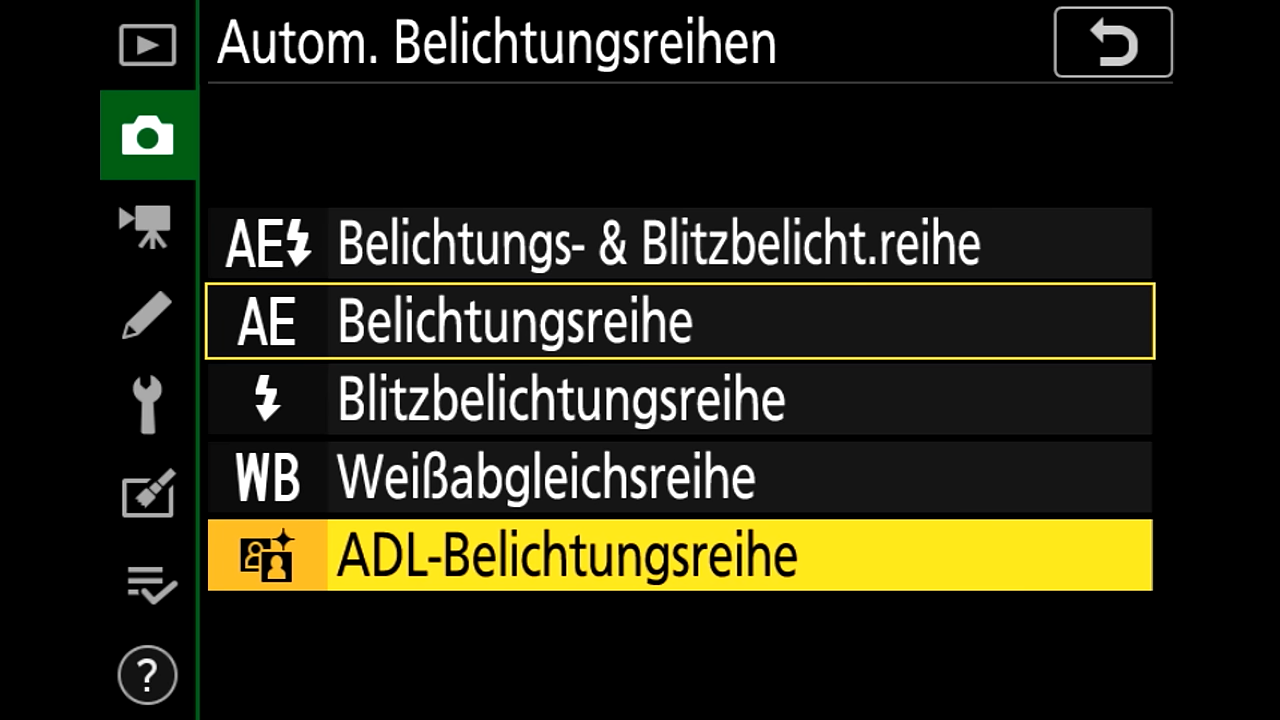 Autom. Belichtungsreihen
AE Belichtungs- & Blitzbelicht.reihe
AE Belichtungsreihe
Blitzbelichtungsreihe
WB Weißabgleichsreihe
ADL-Belichtungsreihe
?